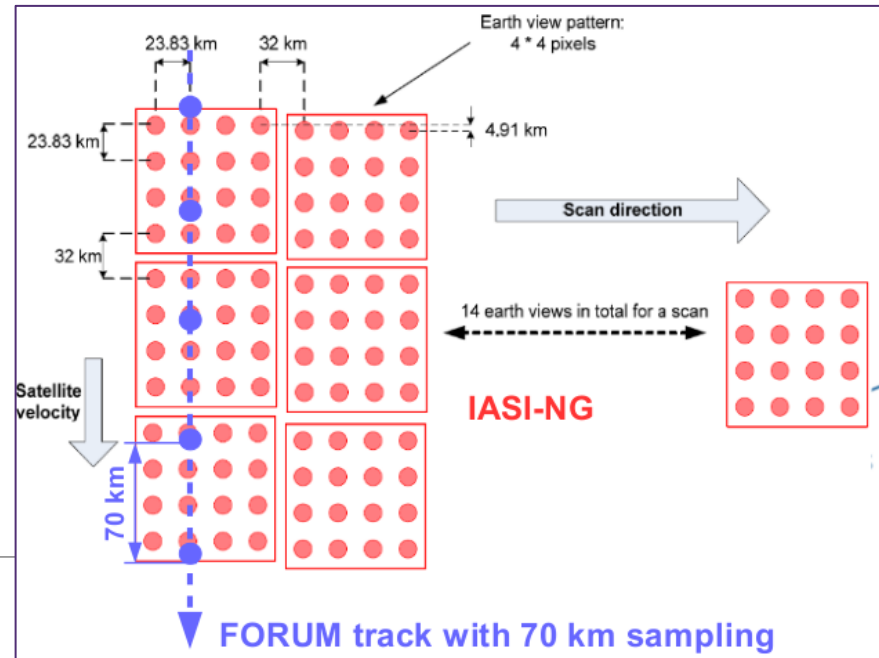 Earth view pattern:
4 * 4 pixels
23.83 km
32 km
23.83 km
4.91 km
Scan direction
32 km
14 earth views in total for a scan
Satellite
velocity
IASI-NG
70 km
FORUM track with 70 km sampling